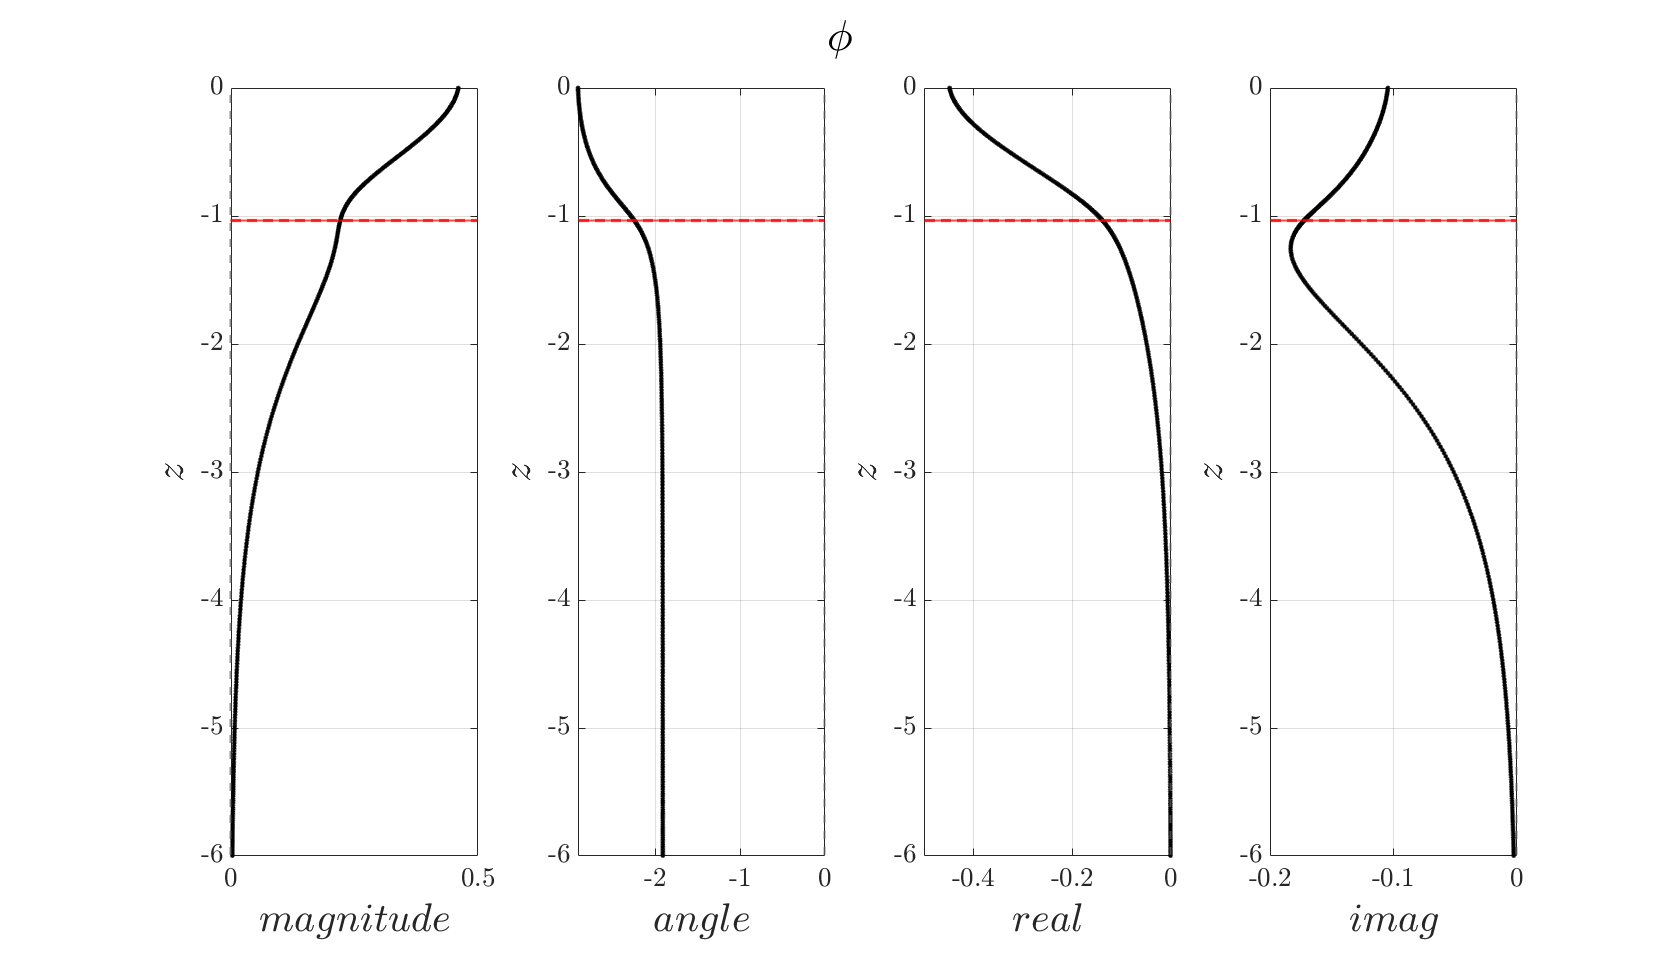 ϕ
0 0 0 0
-1 -1 -1 -1
-2 -2 -2 -2
z z z z
-3 -3 -3 -3
-4 -4 -4 -4
-5 -5 -5 -5
-6 -6 -6 -6
0 0.5 -2 -1 0 -0.4 -0.2 0 -0.2 -0.1 0
magnitude angle real imag